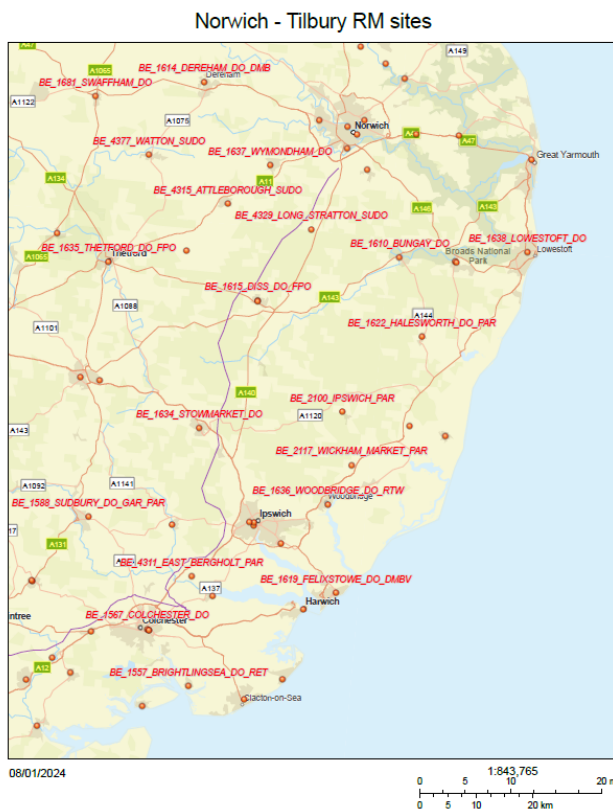 Norwich - Tilbury RM sites
A47
A1065
A149
BE_1614_DEREHAM_DO_DMB
Dereham
BE_1681_SWAFFHAM_DO
A1122
A1075
Norwich
A47
A47
BE_4377_WATTON_SUDO
BE_1637_WYMONDHAM_DO
Great Yarmouth
A134
A11
BE_4315_ATTLEBOROUGH_SUDO
A146
A143
BE_4329_LONG_STRATTON_SUDO
BE_1635_THETFORD_DO_FPO
BE_1610_BUNGAY_DO
BE_1638_LOWESTOFT_DO
A1065
Thetford
Broads National
Park
Lowestoft
BE_1615_DISS_DO_FPO
A143
A1088
A144
BE_1622_HALESWORTH_DO_PAR
A1101
A140
BE_2100_IPSWICH_PAR
BE_1634_STOWMARKET_DO
A1120
A143
BE_2117_WICKHAM_MARKET_PAR
A1092
A1141
BE_1636_WOODBRIDGE_DO_RTW
Woodbridge
BE_1588_SUDBURY_DO_GAR_PAR
Ipswich
17
A131
BE_4311_EAST_BERGHOLT_PAR
A137
BE_1619_FELIXSTOWE_DO_DMBV
Harwich
BE_1567_COLCHESTER_DO
ntree
Colchester
A12
BE_1557_BRIGHTLINGSEA_DO_RET
Clacton-on-Sea
08/01/2024
1:843,765
0 5 10 20 m
0 5 10 20 km